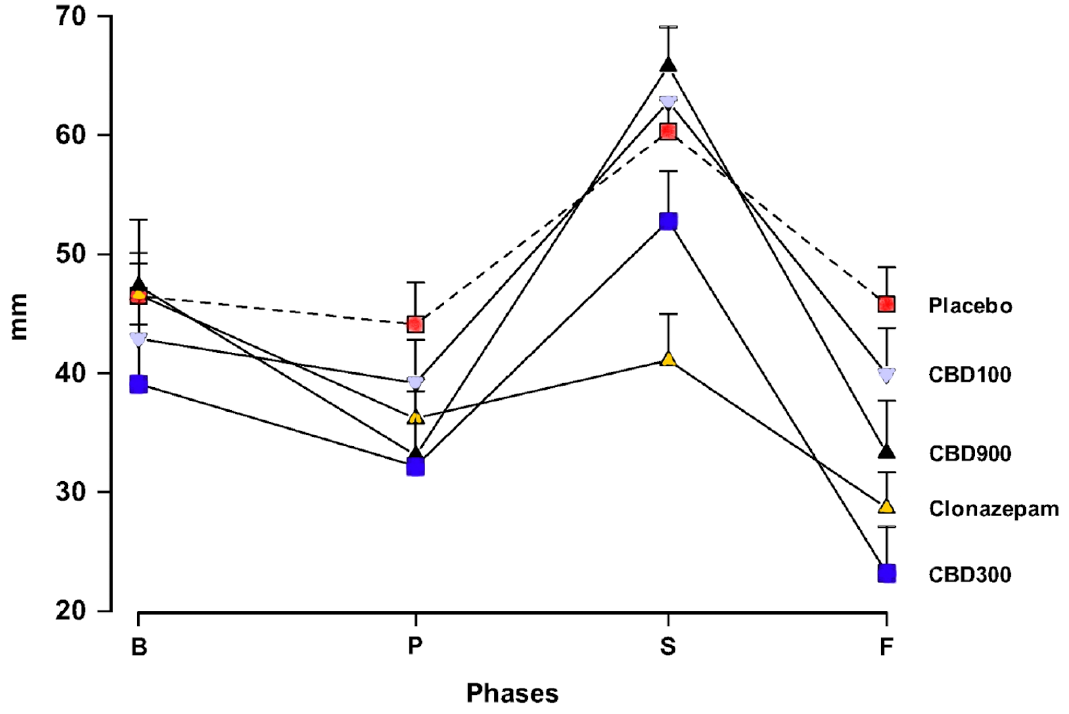 70
60
50
40
30
20
mm
B P S F
Phases
Placebo
CBD100
CBD900
Clonazepam
CBD300